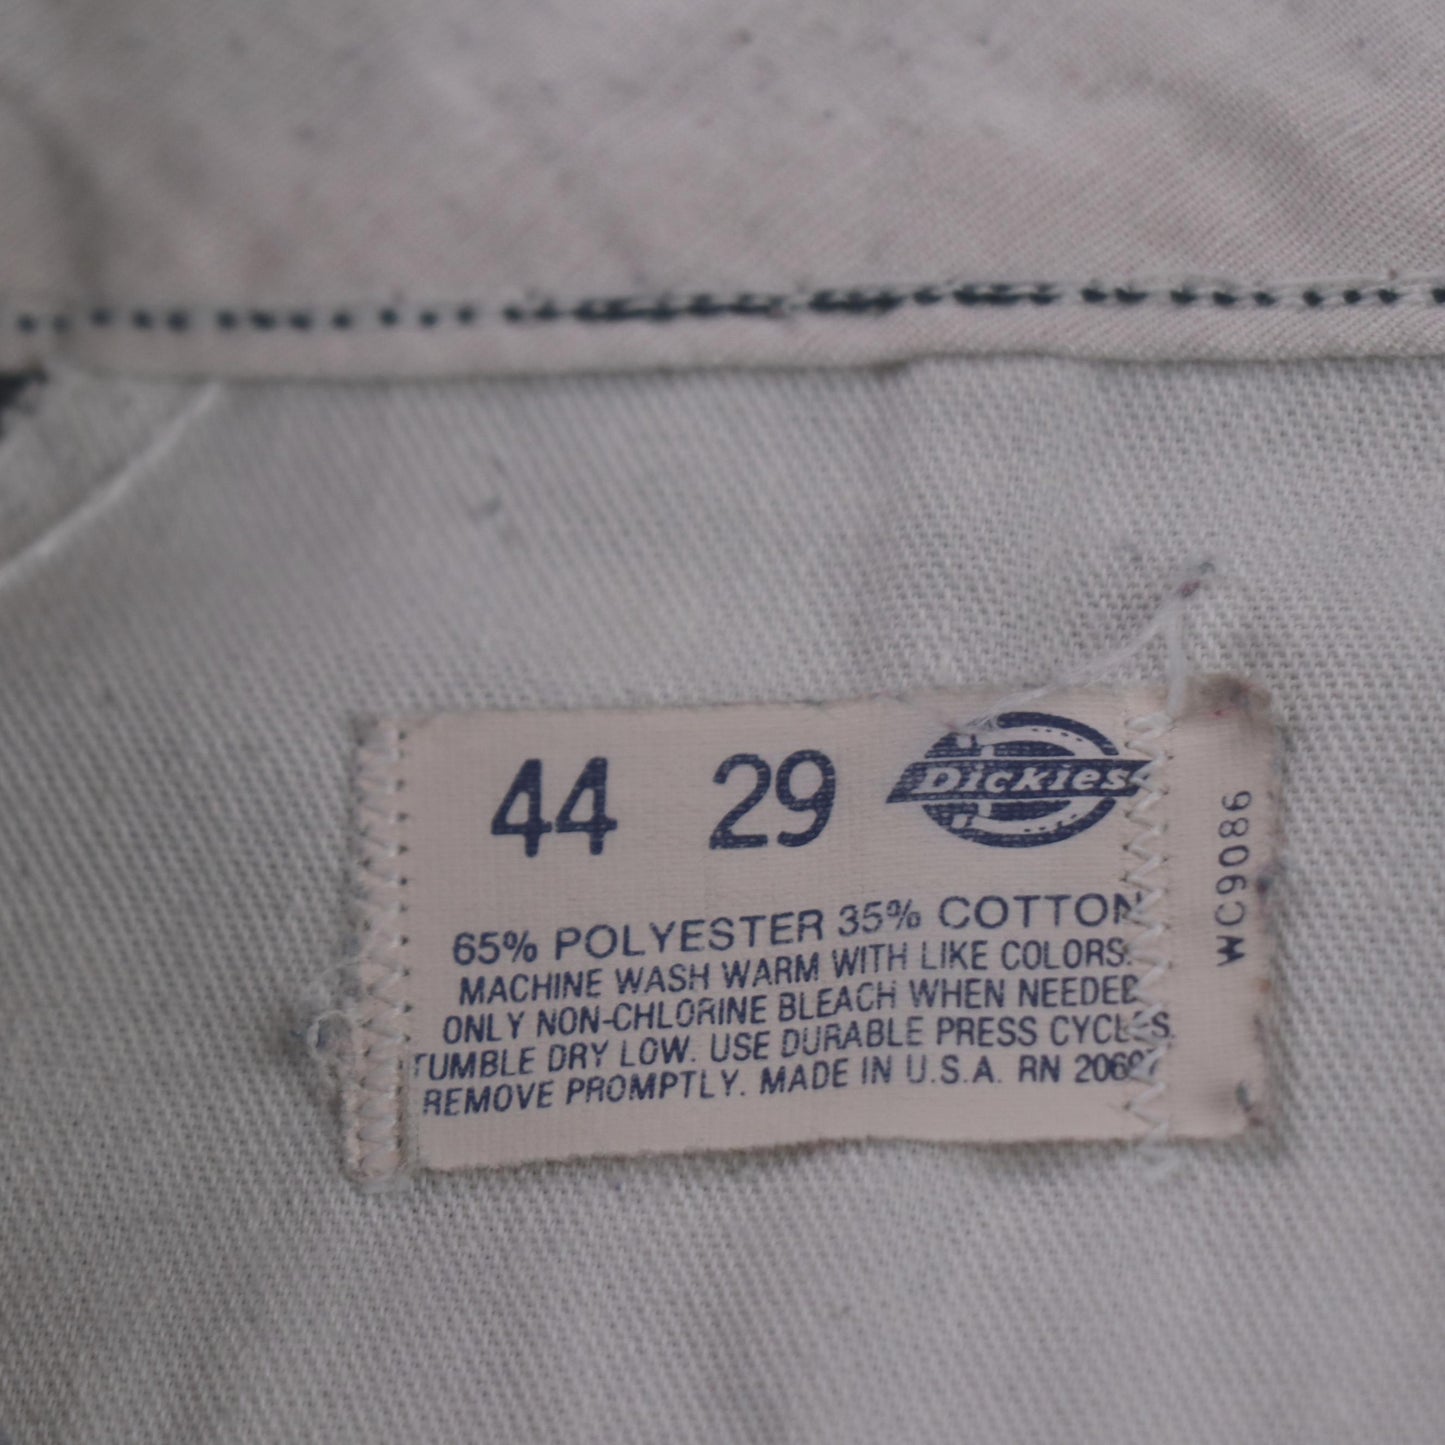 44 29 Dickies
65% POLYESTER 35% COTTON
MACHINE WASH WARM WITH LIKE COLORS.
ONLY NON-CHLORINE BLEACH WHEN NEEDED
TUMBLE DRY LOW. USE DURABLE PRESS CYCLES
REMOVE PROMPTLY. MADE IN U.S.A. RN 20697
WC9086